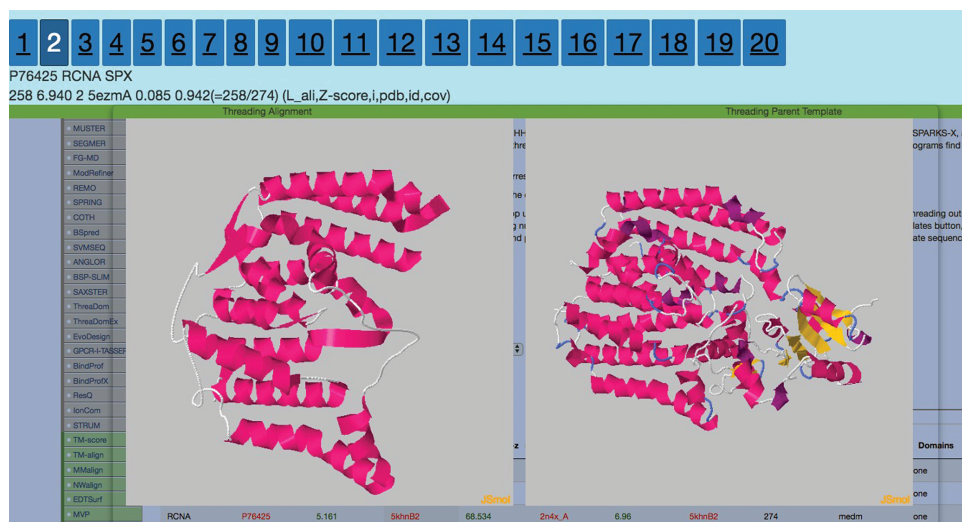 1 2 3 4 5 6 7 8 9 10 11 12 13 14 15 16 17 18 19 20
P76425 RCNA SPX
258 6.940 2 5ezmA 0.085 0.942(=258/274) (L_ali,Z-score,i,pdb,id,cov)
Threading Alignment Threading Parent Template
MUSTER
SEGMER
FG-MD
ModRefiner
REMO
SPRING
COTH
BSpred
SVMSEQ
ANGLOR
BSP-SLIM
SAXSTER
ThreaDom
ThreaDomEx
EvoDesign
GPCR-I-TASSER
BindProf
BindProfX
ResQ
IonCom
STRUM
TM-score
TM-align
MMalign
NWalign
EDTSurf
MVP
SPARKS-X,
ograms find
hreading out
lates button,
ate sequenc
JSmol JSmol
Domains
one
one
RCNA P76425 5.161 5khnB2 68.534 2n4x_A 6.96 5khnB2 274 medm one